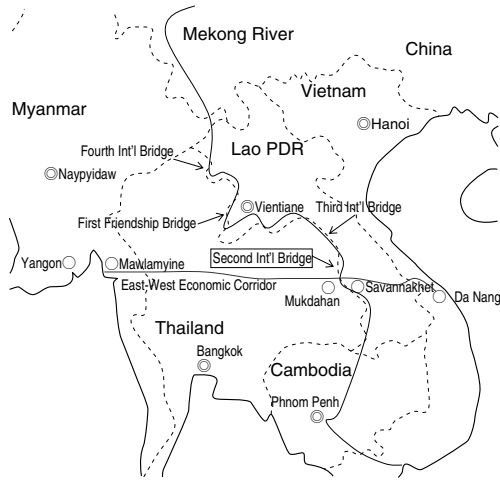 Mekong River
China
Vietnam
Myanmar
Hanoi
Fourth Int'l Bridge
Lao PDR
Naypyidaw
Vientiane
Third Int'l Bridge
First Friendship Bridge
Second Int'l Bridge
Yangon
Mawlamyine
East-West Economic Corridor
Savannakhet
Mukdahan
Da Nang
Thailand
Bangkok
Cambodia
Phnom Penh